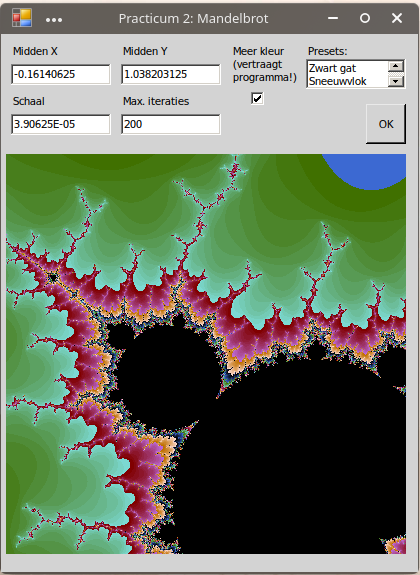 Practicum 2: Mandelbrot
Midden X
Midden Y
Meer kleur
(vertraagt
programma!)
Presets:
-0.16140625
1.038203125
Zwart gat
Sneeuwvlok
Schaal
Max. iteraties
3.90625E-05
200
OK